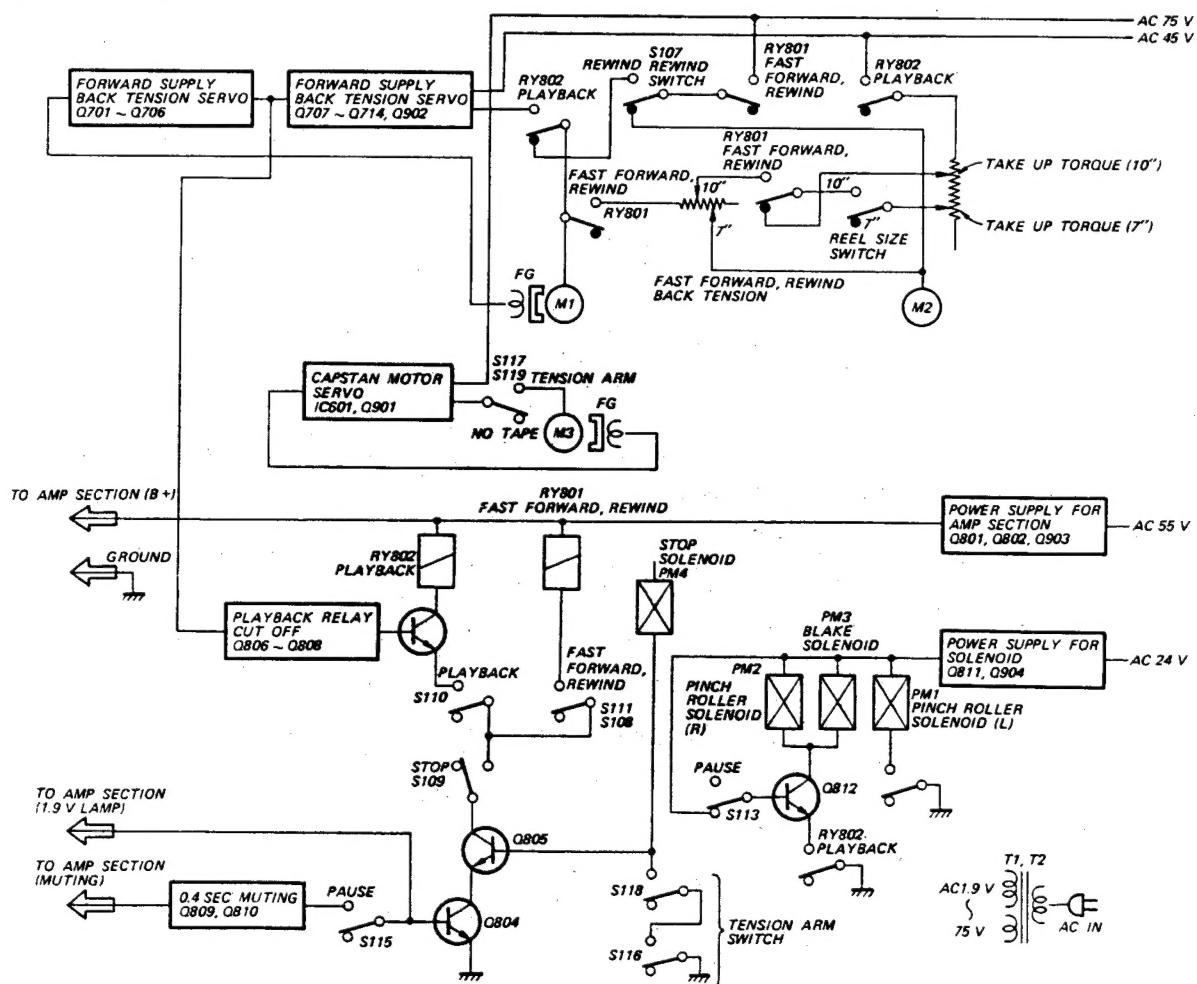 AC 75 V
AC 45 V
FORWARD SUPPLY
BACK TENSION SERVO
Q701 ~ Q706
FORWARD SUPPLY
BACK TENSION SERVO
Q707 ~ Q714, Q902
RY802
PLAYBACK
REWIND
S107
REWIND
SWITCH
RY801
FAST
FORWARD,
REWIND
RY802
PLAYBACK
RY801
FAST FORWARD,
REWIND
FAST FORWARD,
REWIND
RY801
10"
7"
10"
7"
REEL SIZE
SWITCH
TAKE UP TORQUE (10")
TAKE UP TORQUE (7")
FAST FORWARD, REWIND
BACK TENSION
FG
M1
M2
CAPSTAN MOTOR
SERVO
IC601, Q901
S117
S119
TENSION ARM
NO TAPE
M3
FG
TO AMP SECTION (B+)
RY801
FAST FORWARD, REWIND
POWER SUPPLY FOR
AMP SECTION
Q801, Q802, Q903
AC 55 V
GROUND
RY802
PLAYBACK
STOP
SOLENOID
PM4
PLAYBACK RELAY
CUT OFF
Q806 ~ Q808
PLAYBACK
S110
FAST
FORWARD,
REWIND
S111
S108
PM3
BLAKE
SOLENOID
PM2
PINCH
ROLLER
SOLENOID
(R)
PM1
PINCH ROLLER
SOLENOID (L)
POWER SUPPLY FOR
SOLENOID
Q811, Q904
AC 24 V
STOP
S109
PAUSE
S113
Q812
RY802
PLAYBACK
TO AMP SECTION
(1.9 V LAMP)
Q805
TO AMP SECTION
(MUTING)
0.4 SEC MUTING
Q809, Q810
PAUSE
S115
Q804
S118
S116
TENSION ARM
SWITCH
T1, T2
AC1.9 V
~
75 V
AC IN